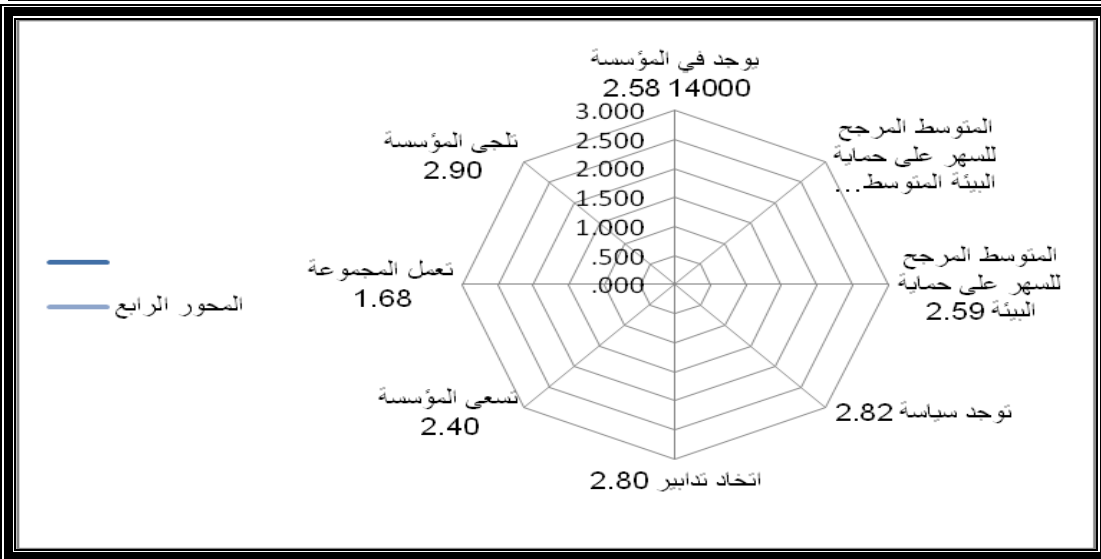 يوجد في المؤسسة
14000 2.58
3.000
2.500
2.000
1.500
1.000
.500
.000
المتوسط المرجح
للسهر على حماية
البيئة المتوسط...
المتوسط المرجح
للسهر على حماية
البيئة 2.59
توجد سياسة 2.82
اتخاد تدابير 2.80
تسعى المؤسسة
2.40
تعمل المجموعة
1.68
تلجى المؤسسة
2.90
المحور الرابع